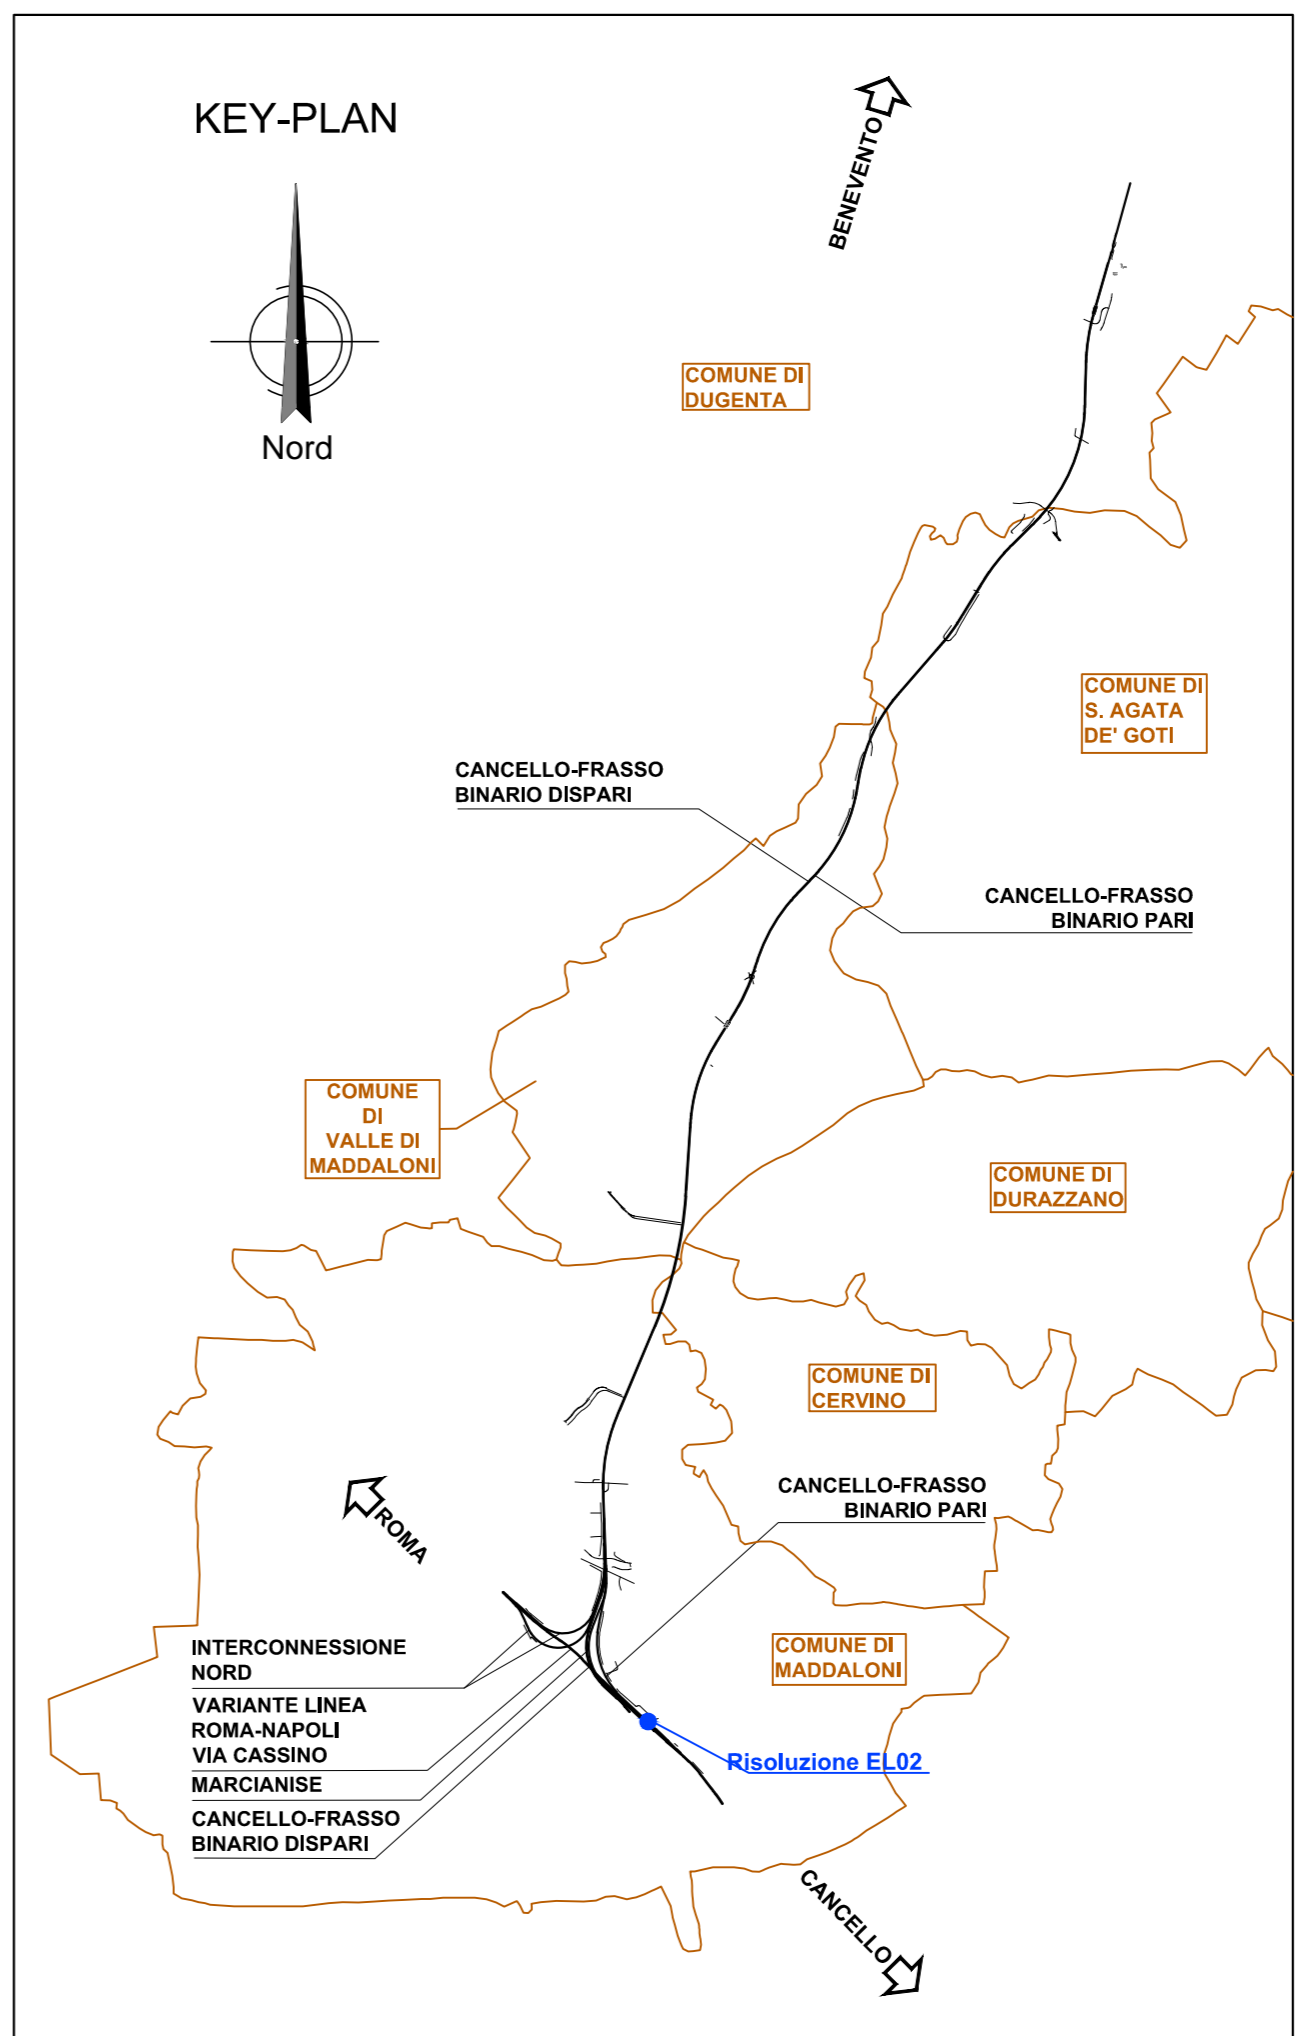 KEY-PLAN
BENEVENTO
Nord
COMUNE DI
DUGENTA
COMUNE DI
S. AGATA
DE' GOTI
CANCELLO-FRASSO
BINARIO DISPARI
CANCELLO-FRASSO
BINARIO PARI
COMUNE
DI
VALLE DI
MADDALONI
COMUNE DI
DURAZZANO
COMUNE DI
CERVINO
CANCELLO-FRASSO
BINARIO PARI
ROMA
INTERCONNESSIONE
NORD
COMUNE DI
MADDALONI
VARIANTE LINEA
ROMA-NAPOLI
VIA CASSINO
Risoluzione EL02
MARCIANISE
CANCELLO-FRASSO
BINARIO DISPARI
CANCELLO